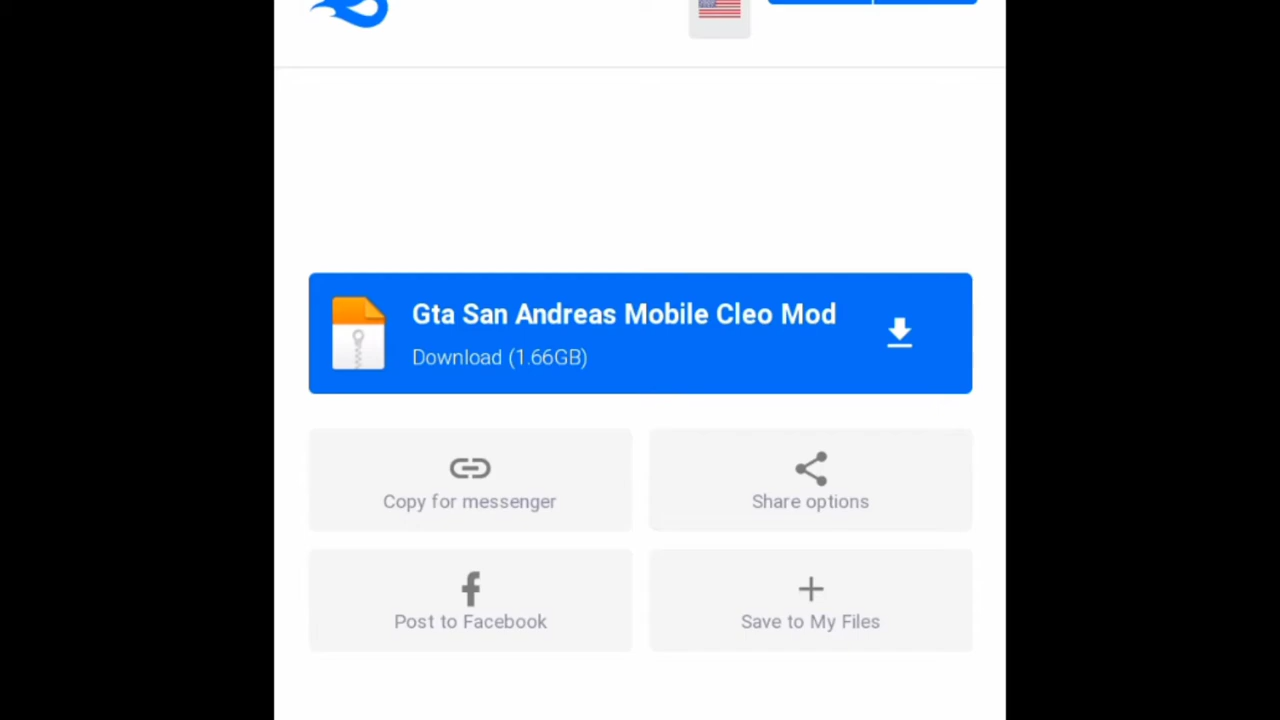 Gta San Andreas Mobile Cleo Mod
Download (1.66GB)
Copy for messenger
Share options
Post to Facebook
Save to My Files